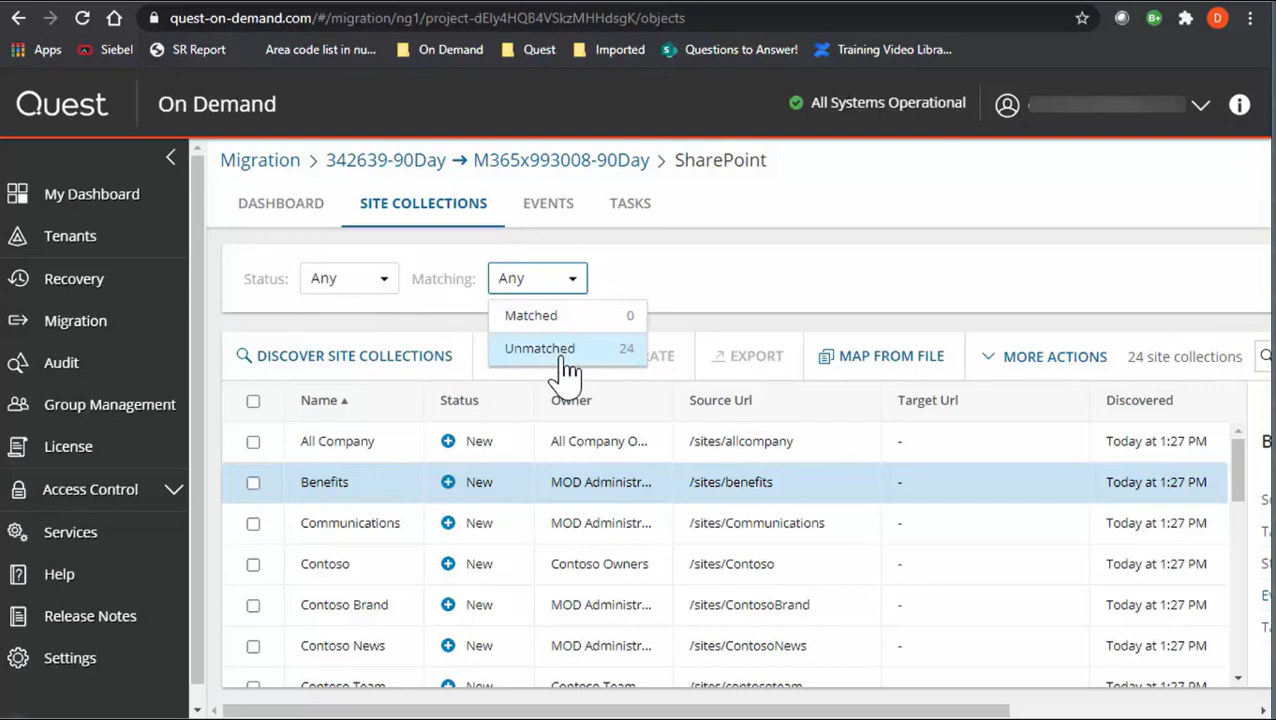 quest-on-demand.com/#/migration/ng1/project-dEIy4HQB4VSkzMHHdsgK/objects
D
Apps
Siebel
SR Report
Area code list in nu...
On Demand
Quest
Imported
Questions to Answer!
Training Video Libra...
Quest
On Demand
All Systems Operational
Migration > 342639-90Day → M365x993008-90Day > SharePoint
My Dashboard
Tenants
Recovery
Migration
Audit
Group Management
License
Access Control
Services
Help
Release Notes
Settings
DASHBOARD
SITE COLLECTIONS
EVENTS
TASKS
Status: Any
Matching: Any
Matched 0
Unmatched 24
DISCOVER SITE COLLECTIONS
EXPORT
MAP FROM FILE
MORE ACTIONS
24 site collections
Name Status Owner Source Url Target Url Discovered
All Company New All Company O... /sites/allcompany - Today at 1:27 PM
Benefits New MOD Administr... /sites/benefits - Today at 1:27 PM
Communications New MOD Administr... /sites/Communications - Today at 1:27 PM
Contoso New Contoso Owners /sites/Contoso - Today at 1:27 PM
Contoso Brand New MOD Administr... /sites/ContosoBrand - Today at 1:27 PM
Contoso News New MOD Administr... /sites/ContosoNews - Today at 1:27 PM
Contoso Team New Contoso Team /sites/contosoteam Today at 1:27 PM